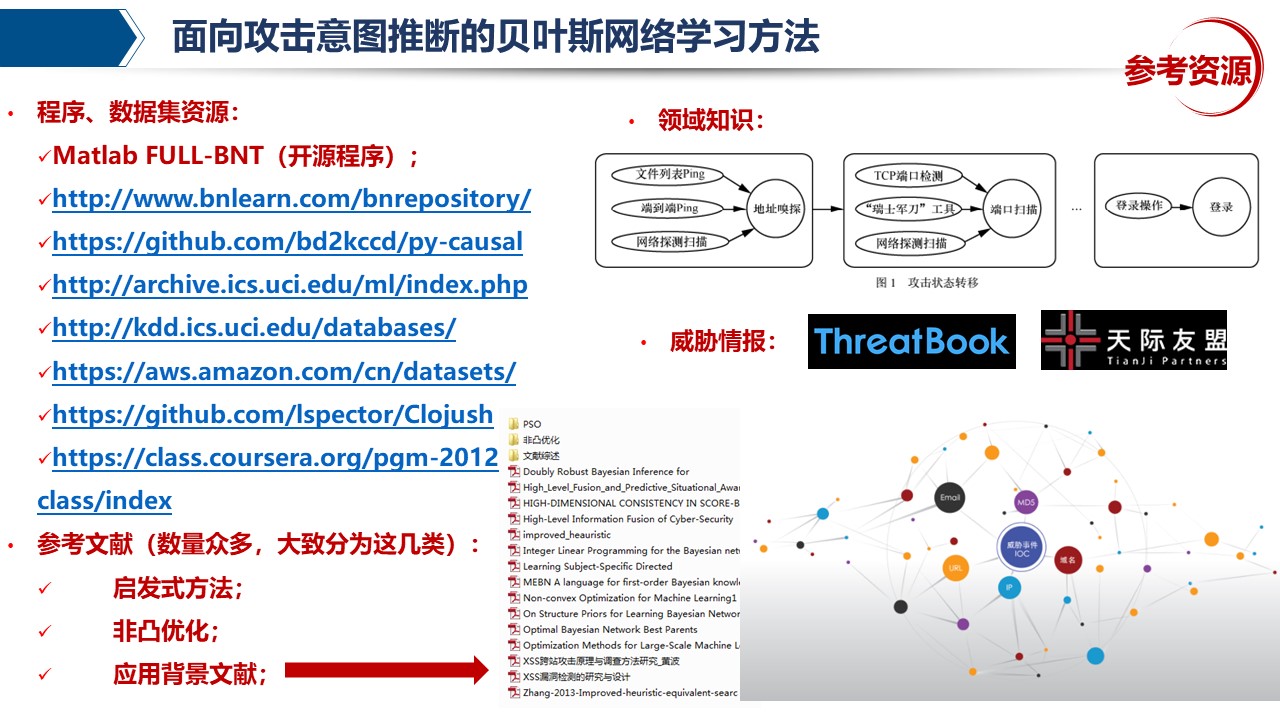 面向攻击意图推断的贝叶斯网络学习方法
参考资源
• 程序、数据集资源：
✓Matlab FULL-BNT（开源程序）；
✓http://www.bnlearn.com/bnrepository/
✓https://github.com/bd2kccd/py-causal
✓http://archive.ics.uci.edu/ml/index.php
✓http://kdd.ics.uci.edu/databases/
✓https://aws.amazon.com/cn/datasets/
✓https://github.com/lspector/Clojush
✓https://class.coursera.org/pgm-2012
class/index
• 参考文献（数量众多，大致分为这几类）：
✓ 启发式方法；
✓ 非凸优化；
✓ 应用背景文献；
• 领域知识：
文件列表Ping
端到端Ping
网络探测扫描
地址嗅探
TCP端口检测
“瑞士军刀”工具
网络探测扫描
端口扫描
…
登录操作
登录
图 1 攻击状态转移
• 威胁情报：
ThreatBook
天际友盟
TianJi Partners
PSO
非凸优化
文献综述
Doubly Robust Bayesian Inference for
High_Level_Fusion_and_Predictive_Situational_Awar
HIGH-DIMENSIONAL CONSISTENCY IN SCORE-B
High-Level Information Fusion of Cyber-Security
improved_heauristic
Integer Linear Programming for the Bayesian net
Learning Subject-Specific Directed
MEBN A language for first-order Bayesian knowl
Non-convex Optimization for Machine Learning1
On Structure Priors for Learning Bayesian Networ
Optimal Bayesian Network Best Parents
Optimization Methods for Large-Scale Machine L
XSS跨站攻击原理与调查方法研究_黄波
XSS漏洞检测的研究与设计
Zhang-2013-Improved-heuristic-equivalent-searc
Email
MD5
威胁事件
IOC
URL
域名
IP